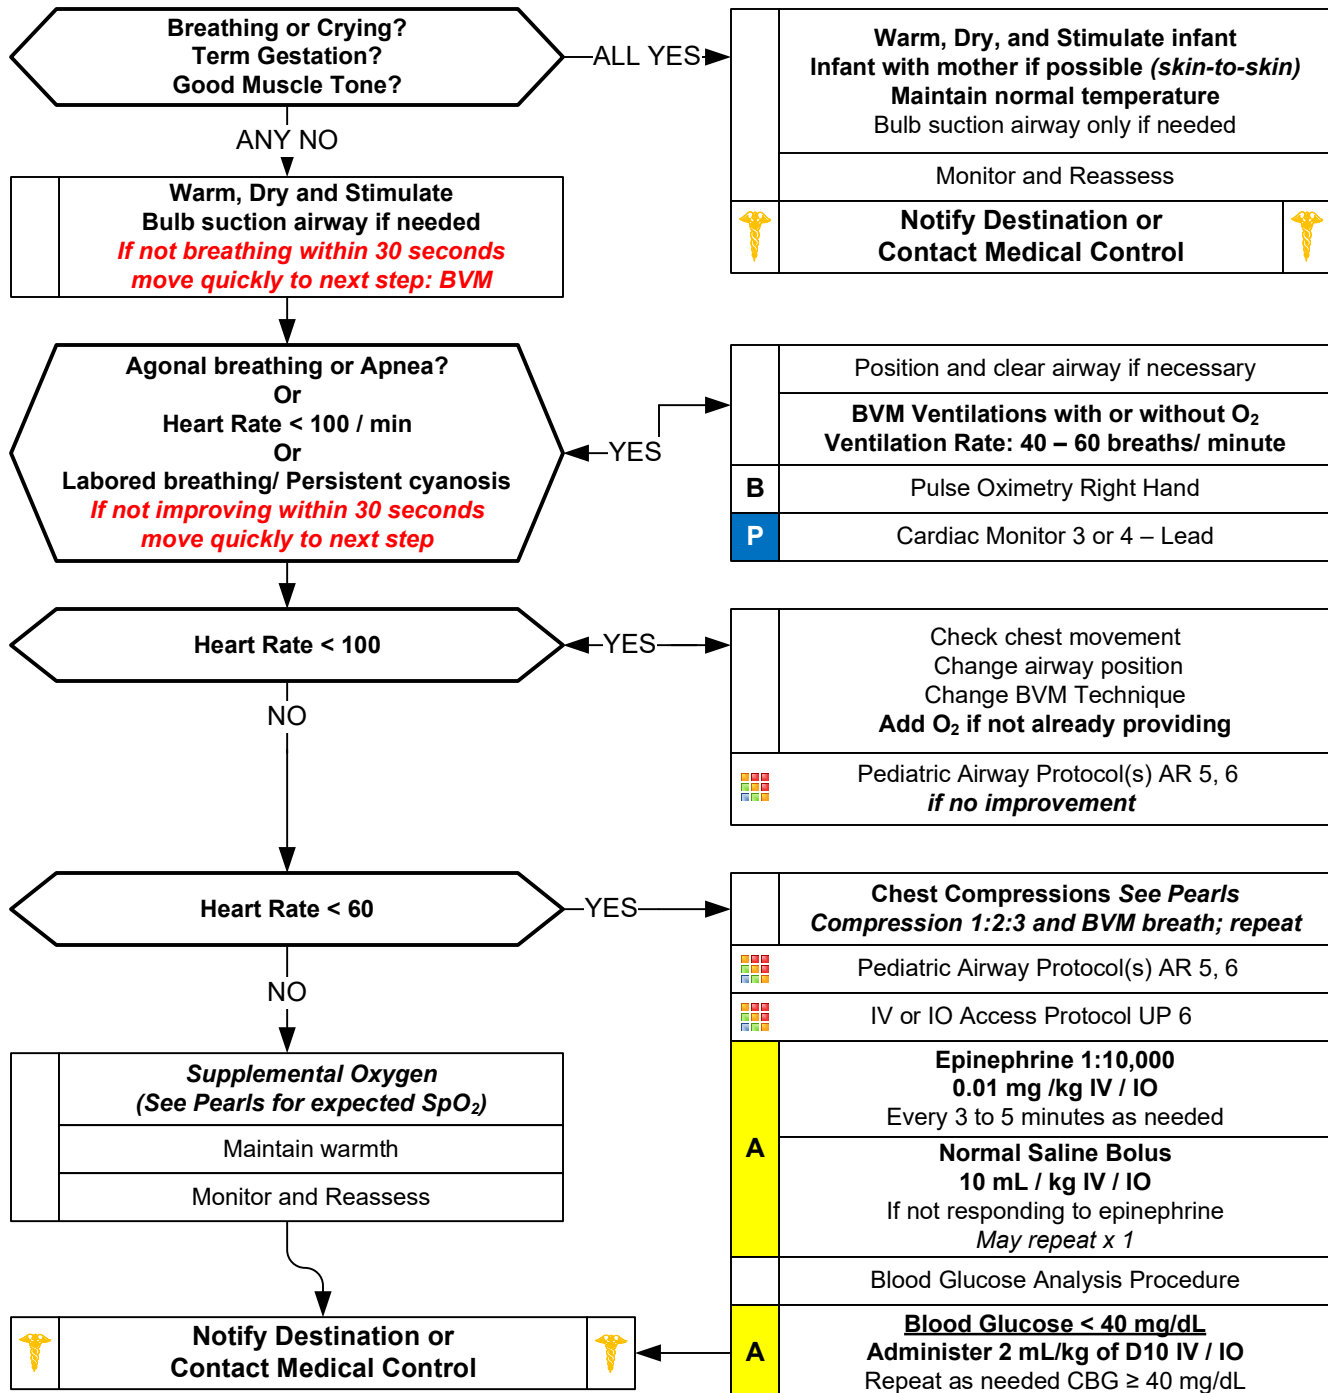 Breathing or Crying?
Term Gestation?
Good Muscle Tone?
ALL YES
Warm, Dry, and Stimulate infant
Infant with mother if possible (skin-to-skin)
Maintain normal temperature
Bulb suction airway only if needed
Monitor and Reassess
Notify Destination or
Contact Medical Control
ANY NO
Warm, Dry and Stimulate
Bulb suction airway if needed
If not breathing within 30 seconds
move quickly to next step: BVM
Agonal breathing or Apnea?
Or
Heart Rate < 100 / min
Or
Labored breathing/ Persistent cyanosis
If not improving within 30 seconds
move quickly to next step
YES
Position and clear airway if necessary
BVM Ventilations with or without O₂
Ventilation Rate: 40 – 60 breaths/ minute
B
Pulse Oximetry Right Hand
P
Cardiac Monitor 3 or 4 – Lead
Heart Rate < 100
YES
Check chest movement
Change airway position
Change BVM Technique
Add O₂ if not already providing
Pediatric Airway Protocol(s) AR 5, 6
if no improvement
NO
Heart Rate < 60
YES
Chest Compressions See Pearls
Compression 1:2:3 and BVM breath; repeat
Pediatric Airway Protocol(s) AR 5, 6
IV or IO Access Protocol UP 6
A
Epinephrine 1:10,000
0.01 mg /kg IV / IO
Every 3 to 5 minutes as needed
Normal Saline Bolus
10 mL / kg IV / IO
If not responding to epinephrine
May repeat x 1
Blood Glucose Analysis Procedure
A
Blood Glucose < 40 mg/dL
Administer 2 mL/kg of D10 IV / IO
Repeat as needed CBG ≥ 40 mg/dL
NO
Supplemental Oxygen
(See Pearls for expected SpO₂)
Maintain warmth
Monitor and Reassess
Notify Destination or
Contact Medical Control